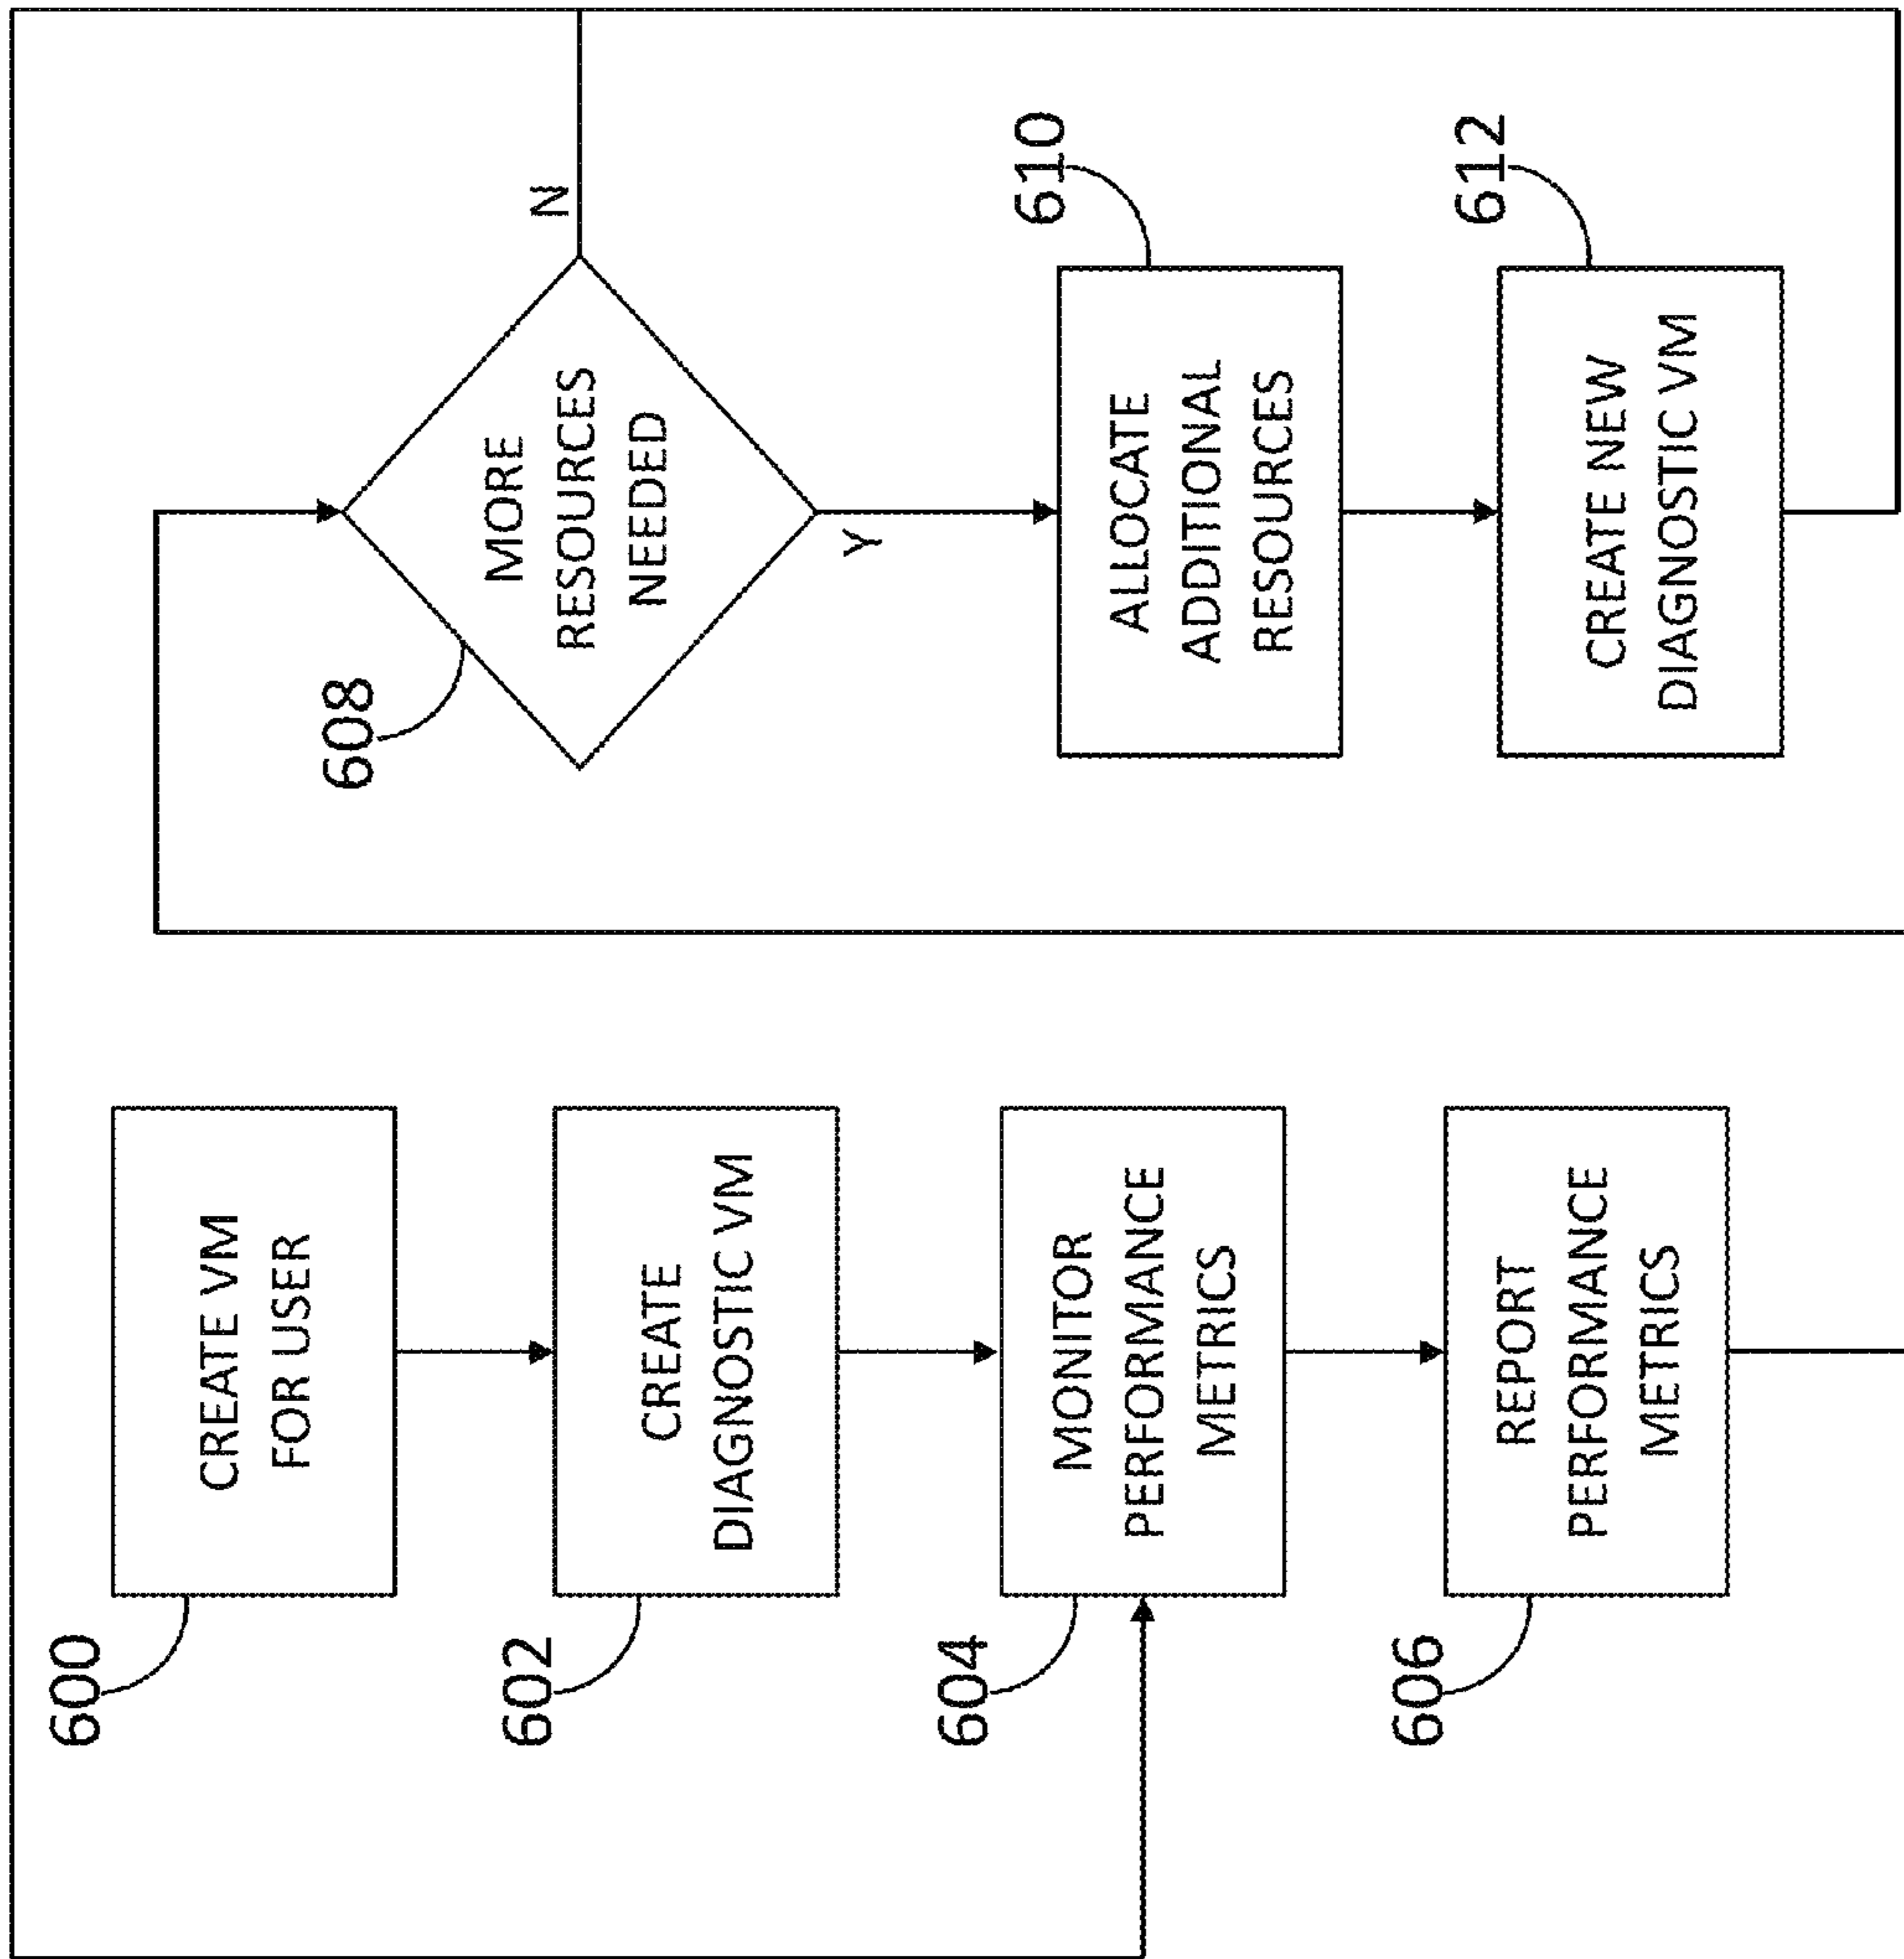 600
CREATE VM
FOR USER
602
CREATE
DIAGNOSTIC VM
604
MONITOR
PERFORMANCE
METRICS
606
REPORT
PERFORMANCE
METRICS
608
MORE
RESOURCES
NEEDED
N
Y
610
ALLOCATE
ADDITIONAL
RESOURCES
612
CREATE NEW
DIAGNOSTIC VM